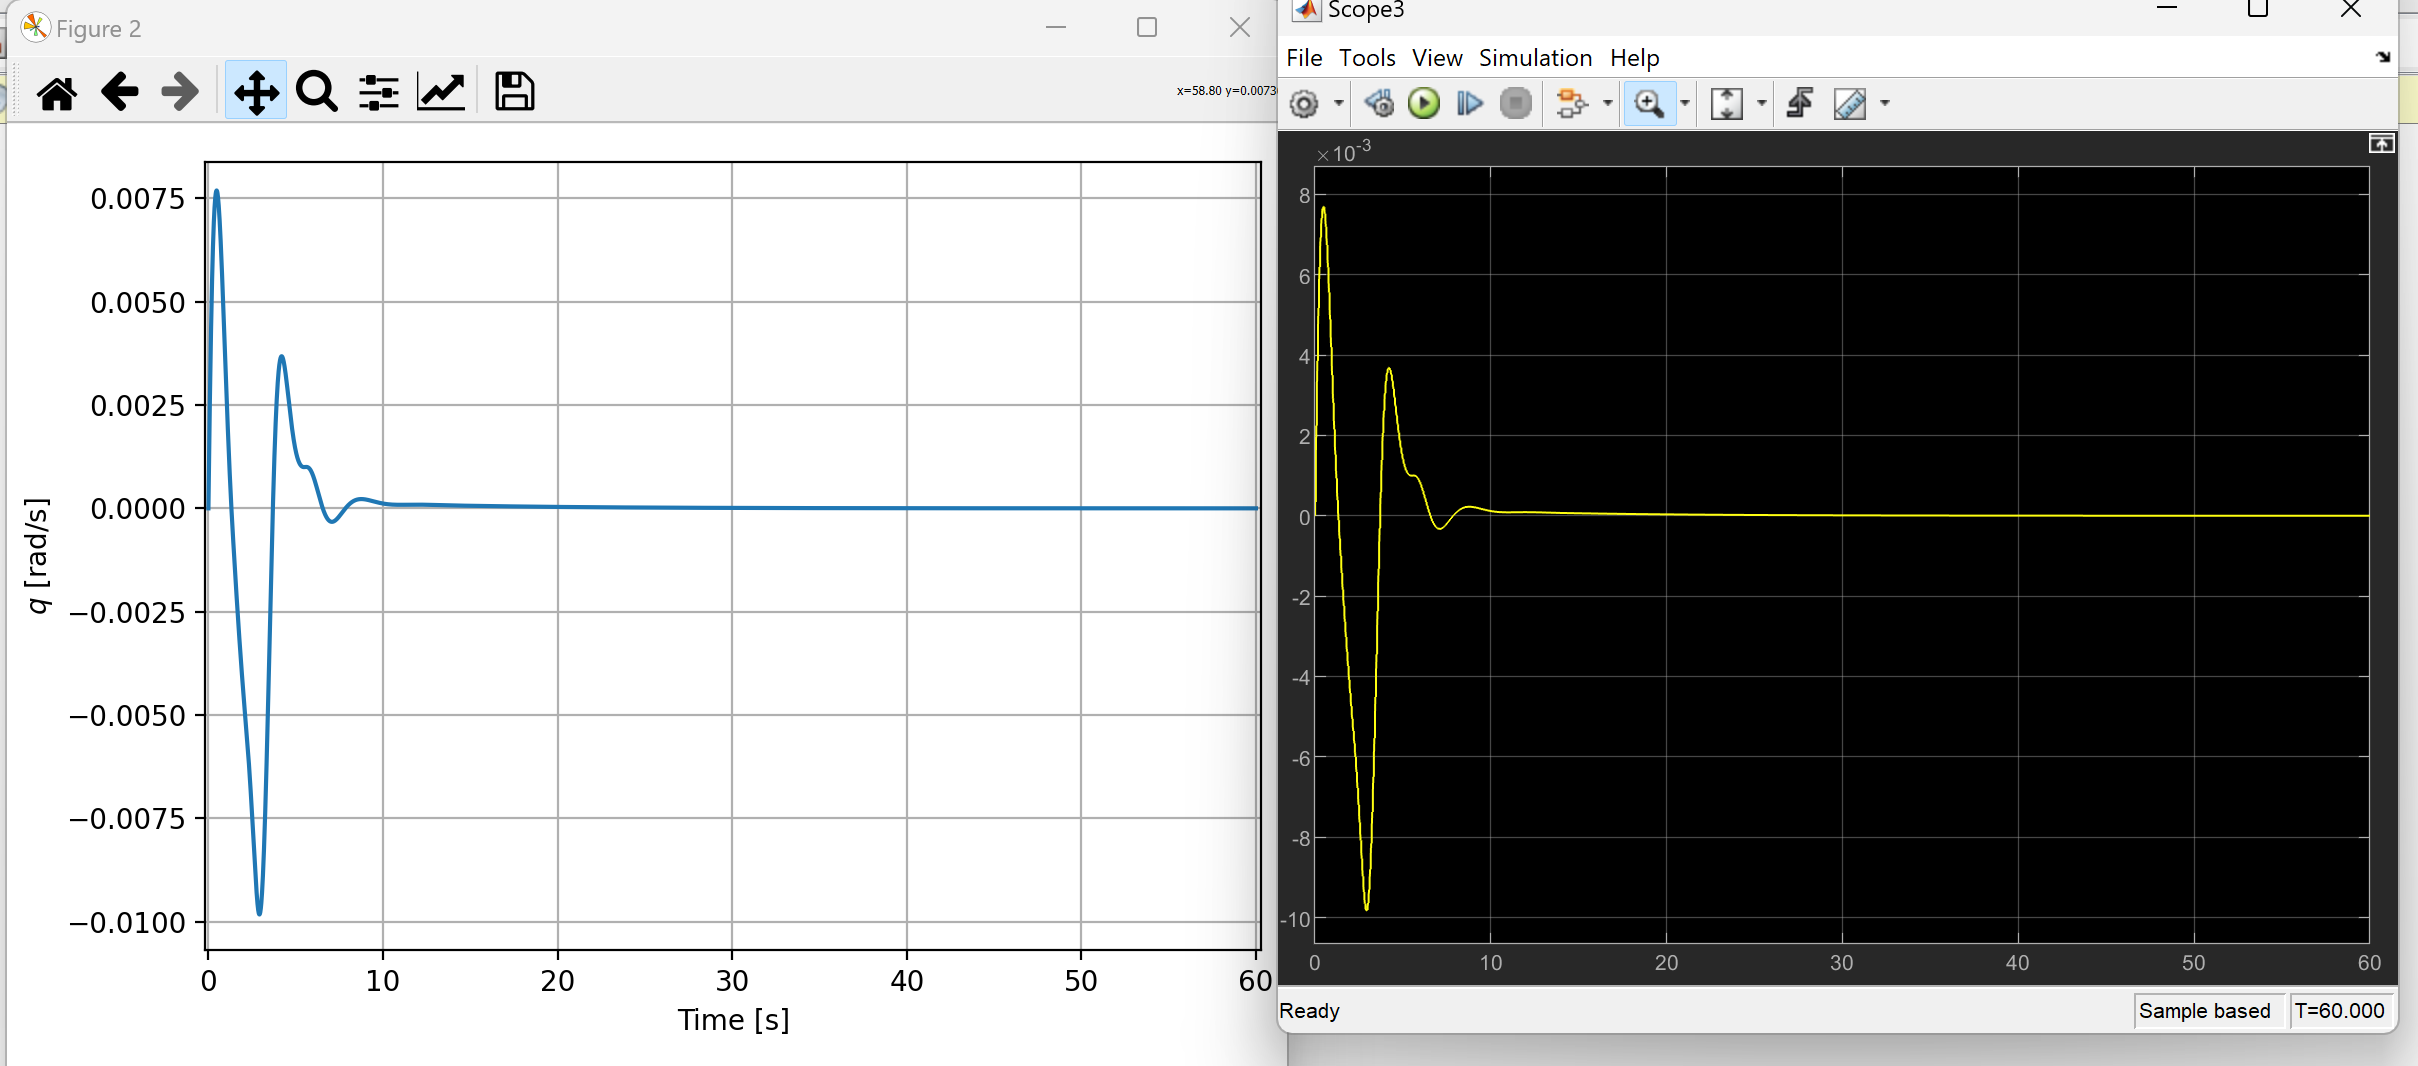 Figure 2
x=58.80 y=0.0073
0.0075
0.0050
0.0025
0.0000
−0.0025
−0.0050
−0.0075
−0.0100
q [rad/s]
0 10 20 30 40 50 60
Time [s]
Scope3
File Tools View Simulation Help
×10-3
8
6
4
2
0
-2
-4
-6
-8
-10
0 10 20 30 40 50 60
Ready
Sample based T=60.000